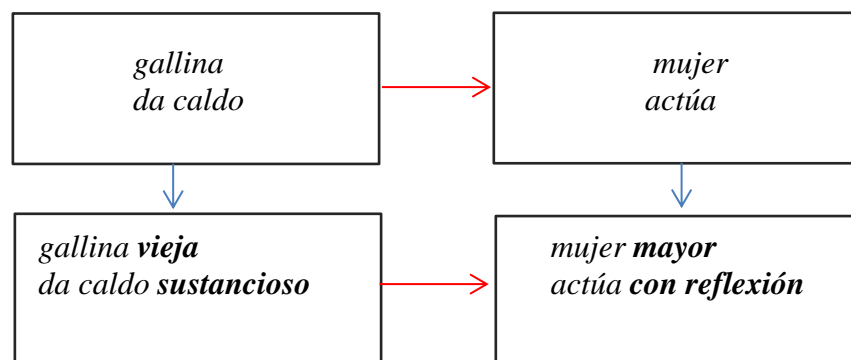 gallina
da caldo
mujer
actúa
gallina vieja
da caldo sustancioso
mujer mayor
actúa con reflexión